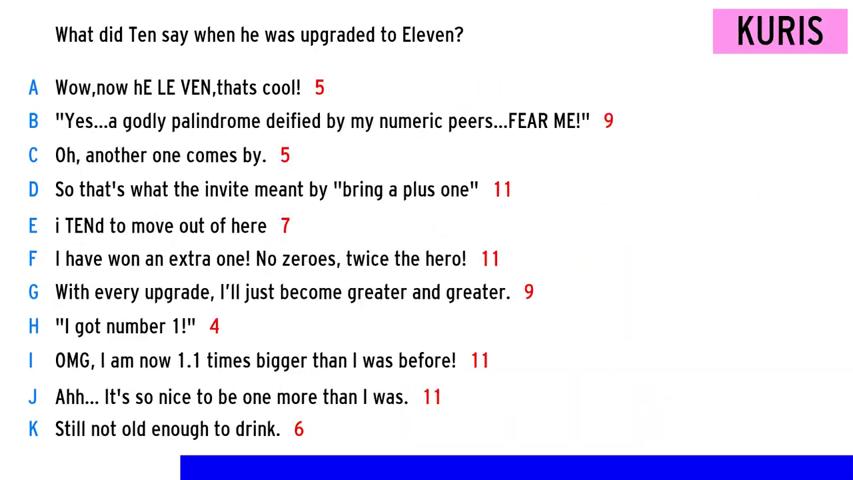 What did Ten say when he was upgraded to Eleven?
KURIS
A Wow,now hE LE VEN,thats cool! 5
B "Yes...a godly palindrome deified by my numeric peers...FEAR ME!" 9
C Oh, another one comes by. 5
D So that's what the invite meant by "bring a plus one" 11
E i TENd to move out of here 7
F I have won an extra one! No zeroes, twice the hero! 11
G With every upgrade, I’ll just become greater and greater. 9
H "I got number 1!" 4
I OMG, I am now 1.1 times bigger than I was before! 11
J Ahh... It's so nice to be one more than I was. 11
K Still not old enough to drink. 6